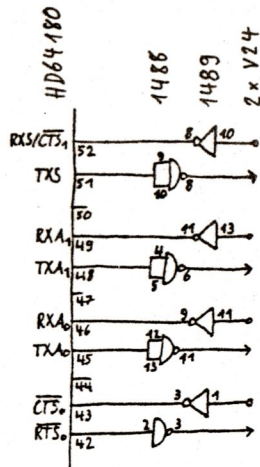 HD64180 1488 1489 2xV24
RXS/CTS₁ 52 8 10
TXS 51 9 10 8
50
RXA₁ 49 11 13
TXA₁ 48 4 5 6
47
RXA₀ 46 9 11
TXA₀ 45 12 13 11
44
CTS₀ 43 3 1
RTS₀ 42 2 3